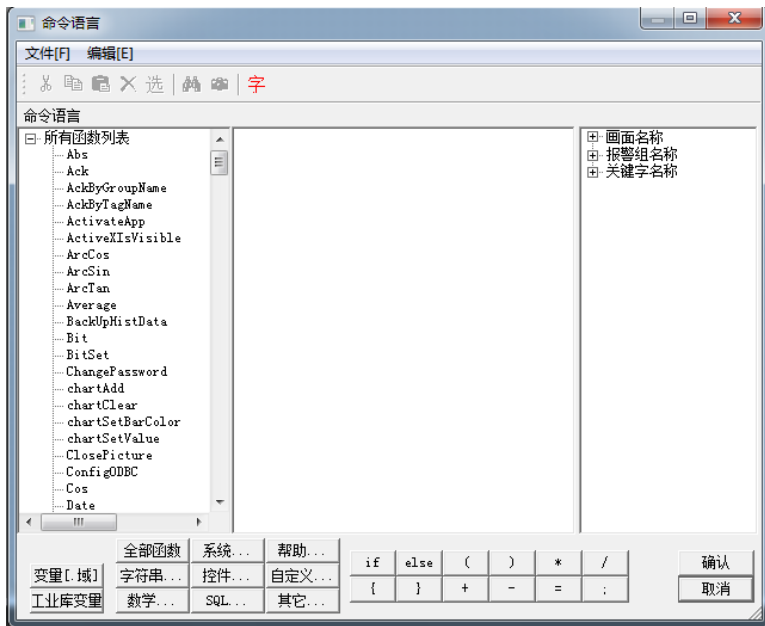 命令语言
文件[F] 编辑[E]
选 字
命令语言
所有函数列表
Abs
Ack
AckByGroupName
AckByTagName
ActivateApp
ActiveXIsVisible
ArcCos
ArcSin
ArcTan
Average
BackUpHistData
Bit
BitSet
ChangePassword
chartAdd
chartClear
chartSetBarColor
chartSetValue
ClosePicture
ConfigODBC
Cos
Date
画面名称
报警组名称
关键字名称
全部函数 系统... 帮助...
变量[.域] 字符串... 控件... 自定义...
工业库变量 数学... SQL... 其它...
if else ( ) * /
{ } + - = ;
确认
取消